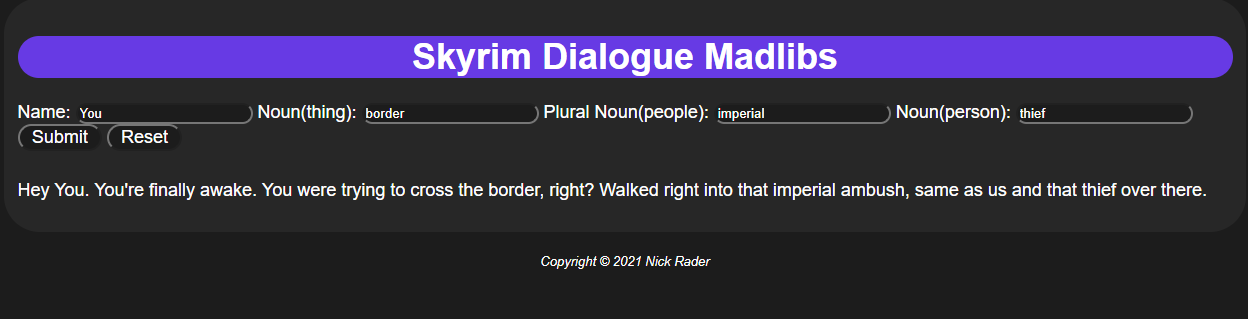 Skyrim Dialogue Madlibs
Name: You Noun(thing): border Plural Noun(people): imperial Noun(person): thief
Submit Reset
Hey You. You're finally awake. You were trying to cross the border, right? Walked right into that imperial ambush, same as us and that thief over there.
Copyright © 2021 Nick Rader